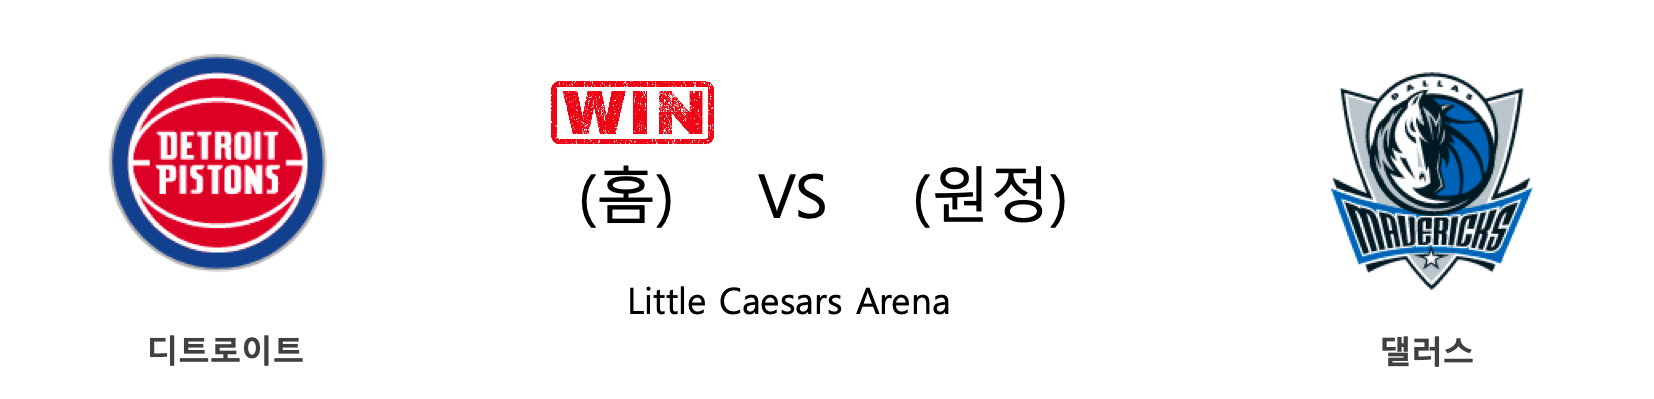 DETROIT
PISTONS
WIN
(홈) VS (원정)
Little Caesars Arena
디트로이트
DALLAS
MAVERICKS
댈러스